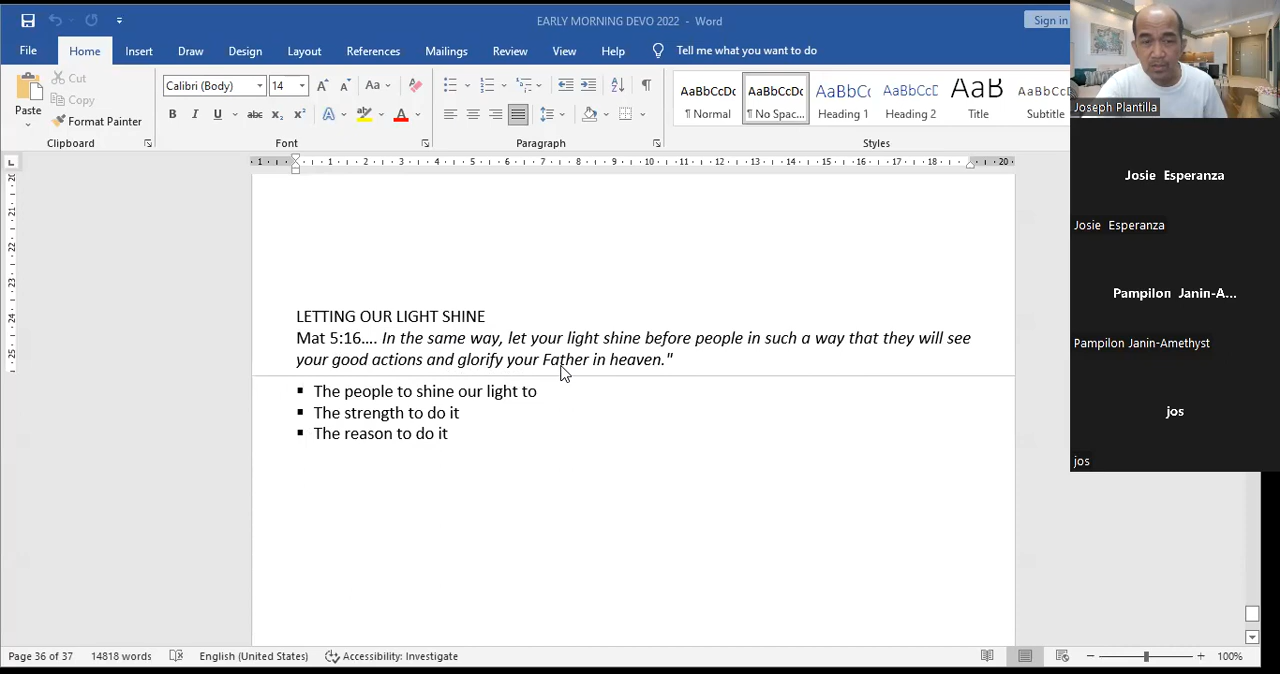 EARLY MORNING DEVO 2022 - Word
Sign in
File Home Insert Draw Design Layout References Mailings Review View Help Tell me what you want to do
Paste
Cut
Copy
Format Painter
Clipboard
Calibri (Body) 14
Font
Paragraph
AaBbCcDc AaBbCcDc AaBbCc AaBbCcD AaB AaBbCcD
¶ Normal ¶ No Spac... Heading 1 Heading 2 Title Subtitle
Styles
Joseph Plantilla
Josie Esperanza
Josie Esperanza
Pampilon Janin-A...
Pampilon Janin-Amethyst
jos
jos
LETTING OUR LIGHT SHINE
Mat 5:16.... In the same way, let your light shine before people in such a way that they will see
your good actions and glorify your Father in heaven."
▪ The people to shine our light to
▪ The strength to do it
▪ The reason to do it
Page 36 of 37 14818 words English (United States) Accessibility: Investigate 100%